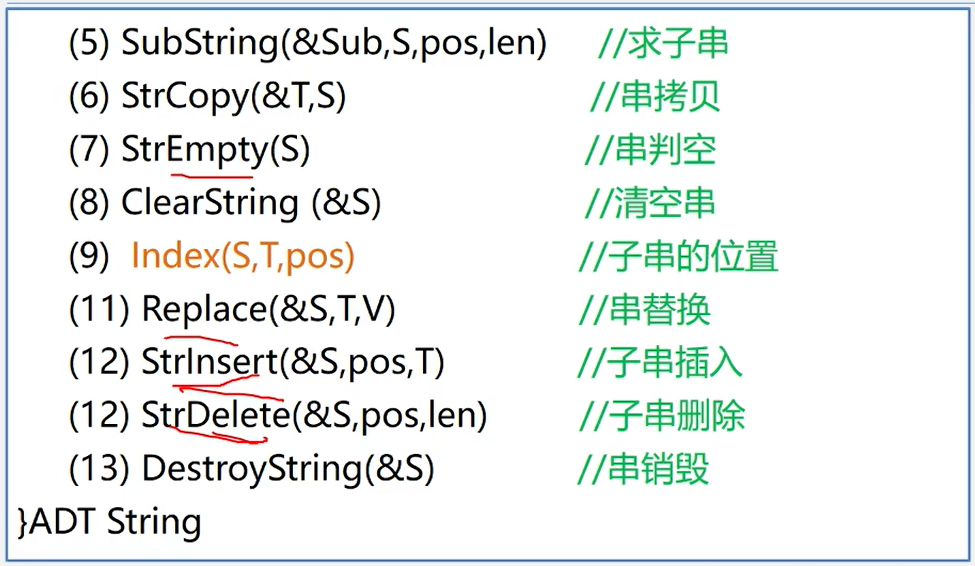 (5) SubString(&Sub,S,pos,len) //求子串
(6) StrCopy(&T,S) //串拷贝
(7) StrEmpty(S) //串判空
(8) ClearString (&S) //清空串
(9) Index(S,T,pos) //子串的位置
(11) Replace(&S,T,V) //串替换
(12) StrInsert(&S,pos,T) //子串插入
(12) StrDelete(&S,pos,len) //子串删除
(13) DestroyString(&S) //串销毁
}ADT String